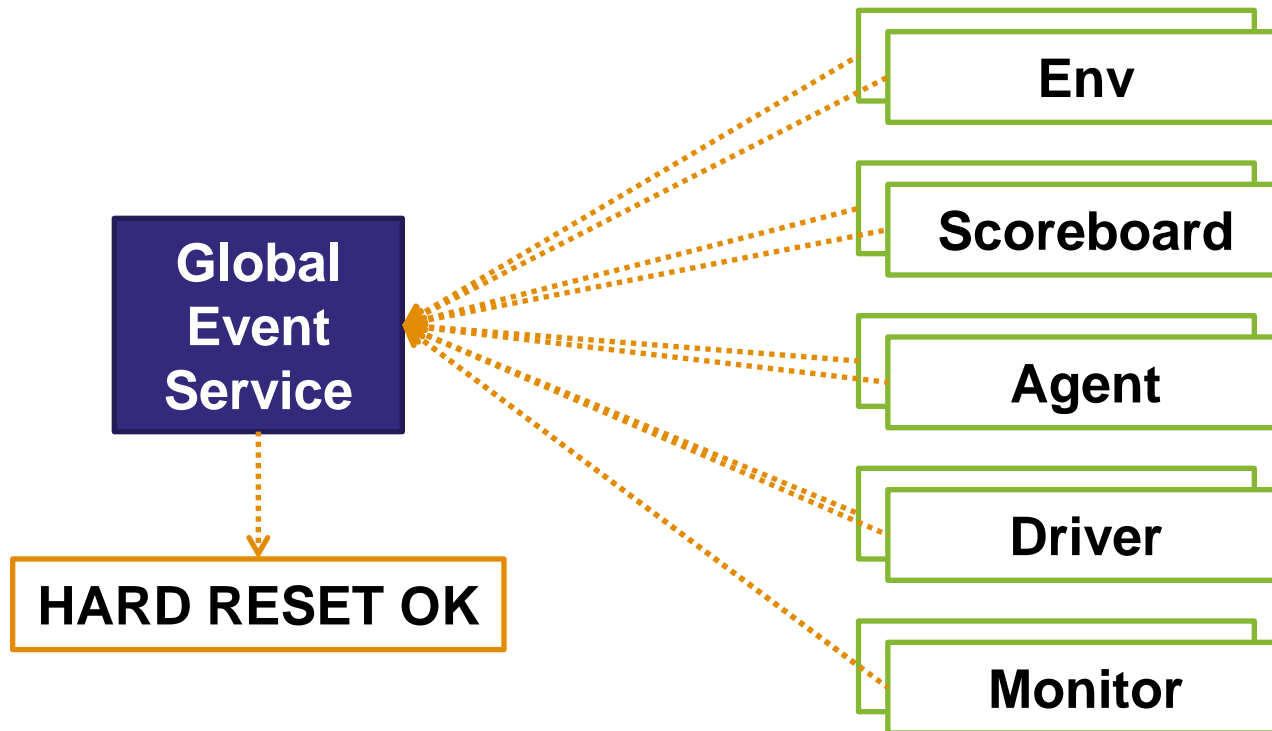 Global
Event
Service
HARD RESET OK
Env
Scoreboard
Agent
Driver
Monitor